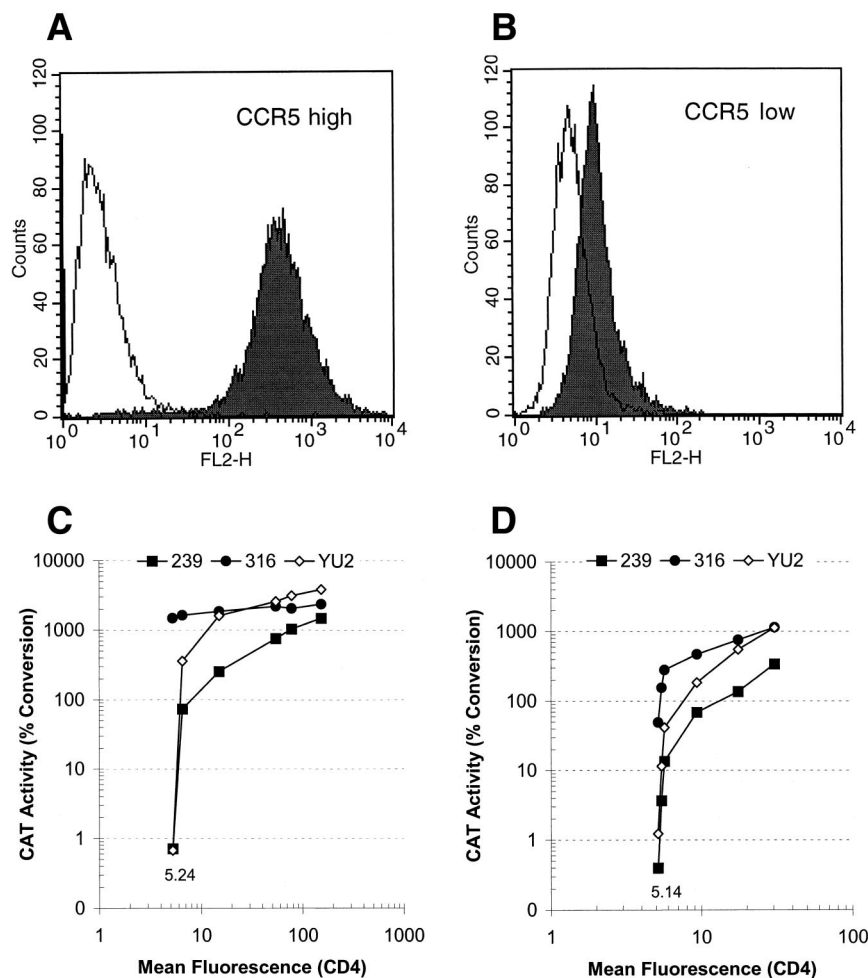 A
120
100
80
60
40
20
0
Counts
CCR5 high
10^0 10^1 10^2 10^3 10^4
FL2-H
B
120
100
80
60
40
20
0
Counts
CCR5 low
10^0 10^1 10^2 10^3 10^4
FL2-H
C
239 316 YU2
10000
1000
100
10
1
0
CAT Activity (% Conversion)
5.24
1 10 100 1000
Mean Fluorescence (CD4)
D
239 316 YU2
10000
1000
100
10
1
0
CAT Activity (% Conversion)
5.14
1 10 100
Mean Fluorescence (CD4)